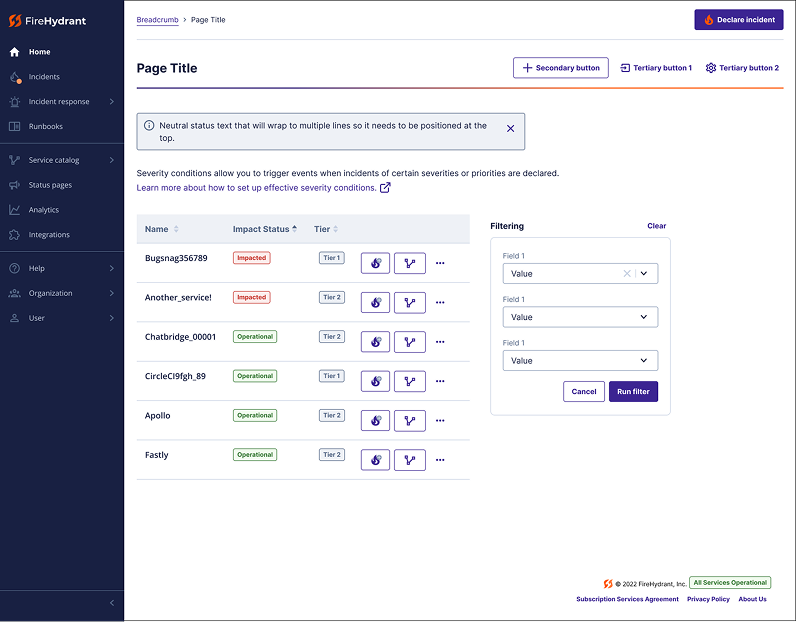 FireHydrant
Home
Incidents
Incident response
Runbooks
Service catalog
Status pages
Analytics
Integrations
Help
Organization
User
Breadcrumb > Page Title
Declare incident
Page Title
Secondary button
Tertiary button 1
Tertiary button 2
Neutral status text that will wrap to multiple lines so it needs to be positioned at the
top.
Severity conditions allow you to trigger events when incidents of certain severities or priorities are declared.
Learn more about how to set up effective severity conditions.
Name Impact Status Tier
Bugsnag356789 Impacted Tier 1
Another_service! Impacted Tier 2
Chatbridge_00001 Operational Tier 2
CircleCI9fgh_89 Operational Tier 1
Apollo Operational Tier 2
Fastly Operational Tier 2
Filtering Clear
Field 1
Value
Field 1
Value
Field 1
Value
Cancel Run filter
© 2022 FireHydrant, Inc. All Services Operational
Subscription Services Agreement Privacy Policy About Us